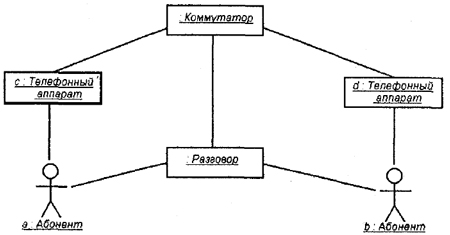 : Коммутатор
c : Телефонный
аппарат
d : Телефонный
аппарат
: Разговор
a : Абонент
b : Абонент